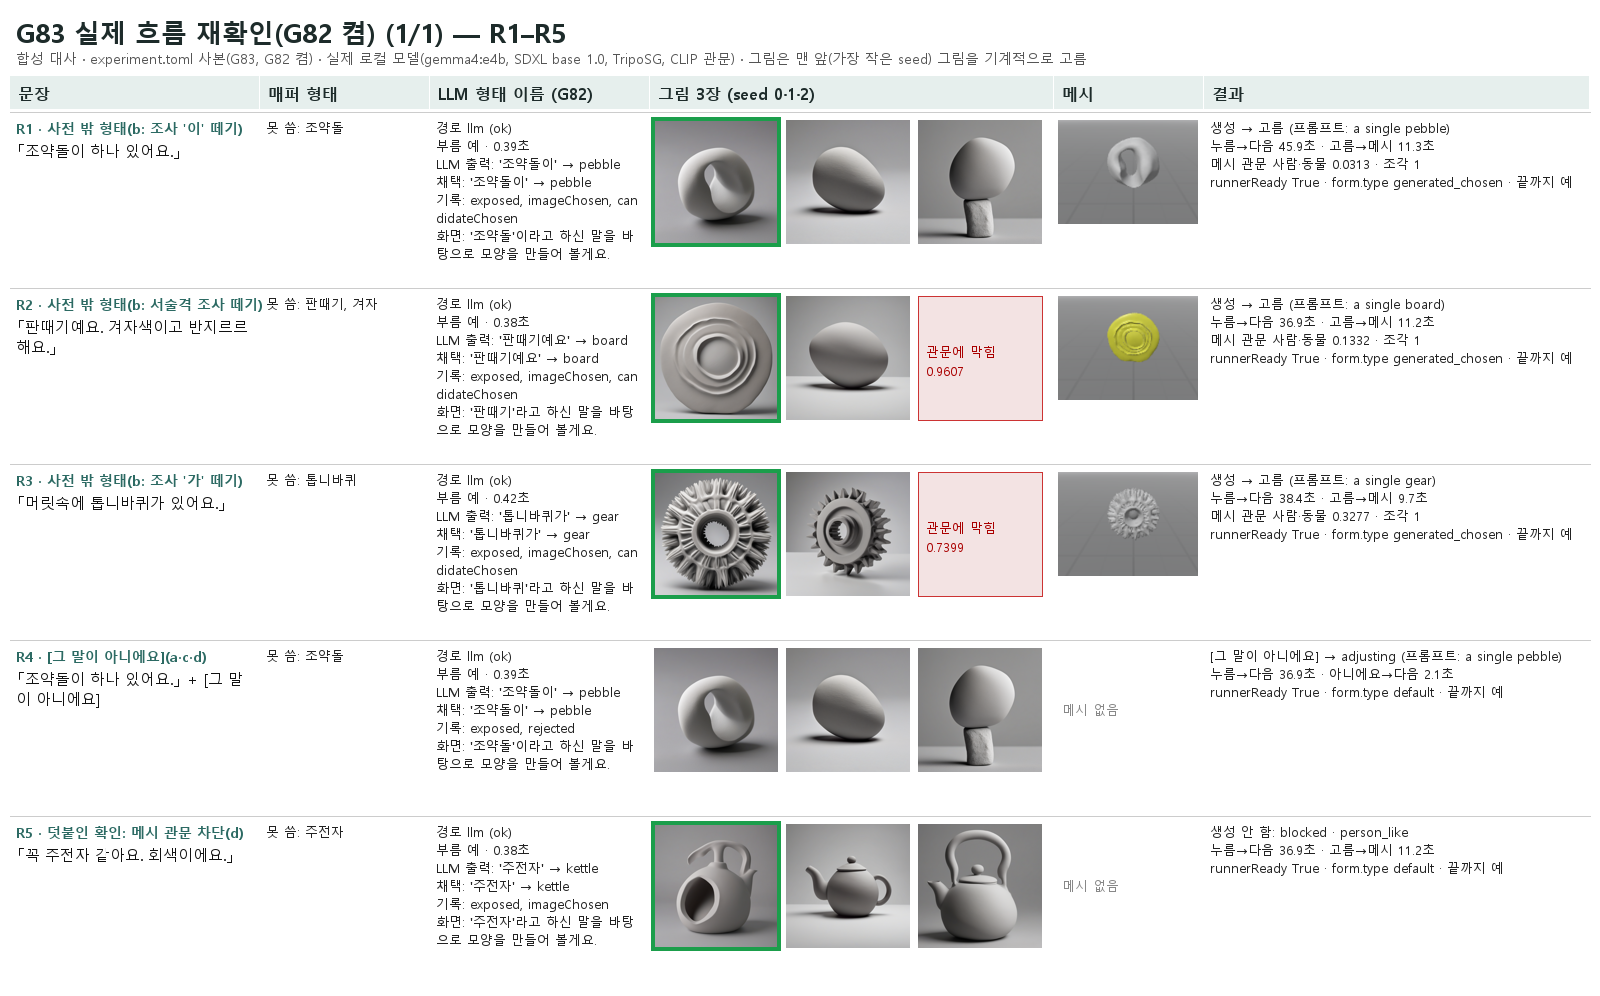 G83 실제 흐름 재확인(G82 켬) (1/1) — R1–R5
합성 대사 · experiment.toml 사본(G83, G82 켬) · 실제 로컬 모델(gemma4:e4b, SDXL base 1.0, TripoSG, CLIP 관문) · 그림은 맨 앞(가장 작은 seed) 그림을 기계적으로 고름
문장
매퍼 형태
LLM 형태 이름 (G82)
그림 3장 (seed 0·1·2)
메시
결과
R1 · 사전 밖 형태(b: 조사 '이' 떼기)
「조약돌이 하나 있어요.」
못 씀: 조약돌
경로 llm (ok)
부름 예 · 0.39초
LLM 출력: '조약돌이' → pebble
채택: '조약돌이' → pebble
기록: exposed, imageChosen, can
didateChosen
화면: '조약돌'이라고 하신 말을 바
탕으로 모양을 만들어 볼게요.
생성 → 고름 (프롬프트: a single pebble)
누름→다음 45.9초 · 고름→메시 11.3초
메시 관문 사람·동물 0.0313 · 조각 1
runnerReady True · form.type generated_chosen · 끝까지 예
R2 · 사전 밖 형태(b: 서술격 조사 떼기)
「판때기예요. 겨자색이고 반지르르
해요.」
못 씀: 판때기, 겨자
경로 llm (ok)
부름 예 · 0.38초
LLM 출력: '판때기예요' → board
채택: '판때기예요' → board
기록: exposed, imageChosen, can
didateChosen
화면: '판때기'라고 하신 말을 바탕
으로 모양을 만들어 볼게요.
관문에 막힘
0.9607
생성 → 고름 (프롬프트: a single board)
누름→다음 36.9초 · 고름→메시 11.2초
메시 관문 사람·동물 0.1332 · 조각 1
runnerReady True · form.type generated_chosen · 끝까지 예
R3 · 사전 밖 형태(b: 조사 '가' 떼기)
「머릿속에 톱니바퀴가 있어요.」
못 씀: 톱니바퀴
경로 llm (ok)
부름 예 · 0.42초
LLM 출력: '톱니바퀴가' → gear
채택: '톱니바퀴가' → gear
기록: exposed, imageChosen, can
didateChosen
화면: '톱니바퀴'라고 하신 말을 바
탕으로 모양을 만들어 볼게요.
관문에 막힘
0.7399
생성 → 고름 (프롬프트: a single gear)
누름→다음 38.4초 · 고름→메시 9.7초
메시 관문 사람·동물 0.3277 · 조각 1
runnerReady True · form.type generated_chosen · 끝까지 예
R4 · [그 말이 아니에요](a·c·d)
「조약돌이 하나 있어요.」 + [그 말
이 아니에요]
못 씀: 조약돌
경로 llm (ok)
부름 예 · 0.39초
LLM 출력: '조약돌이' → pebble
채택: '조약돌이' → pebble
기록: exposed, rejected
화면: '조약돌'이라고 하신 말을 바
탕으로 모양을 만들어 볼게요.
메시 없음
[그 말이 아니에요] → adjusting (프롬프트: a single pebble)
누름→다음 36.9초 · 아니에요→다음 2.1초
runnerReady True · form.type default · 끝까지 예
R5 · 덧붙인 확인: 메시 관문 차단(d)
「꼭 주전자 같아요. 회색이에요.」
못 씀: 주전자
경로 llm (ok)
부름 예 · 0.38초
LLM 출력: '주전자' → kettle
채택: '주전자' → kettle
기록: exposed, imageChosen
화면: '주전자'라고 하신 말을 바탕
으로 모양을 만들어 볼게요.
메시 없음
생성 안 함: blocked · person_like
누름→다음 36.9초 · 고름→메시 11.2초
runnerReady True · form.type default · 끝까지 예